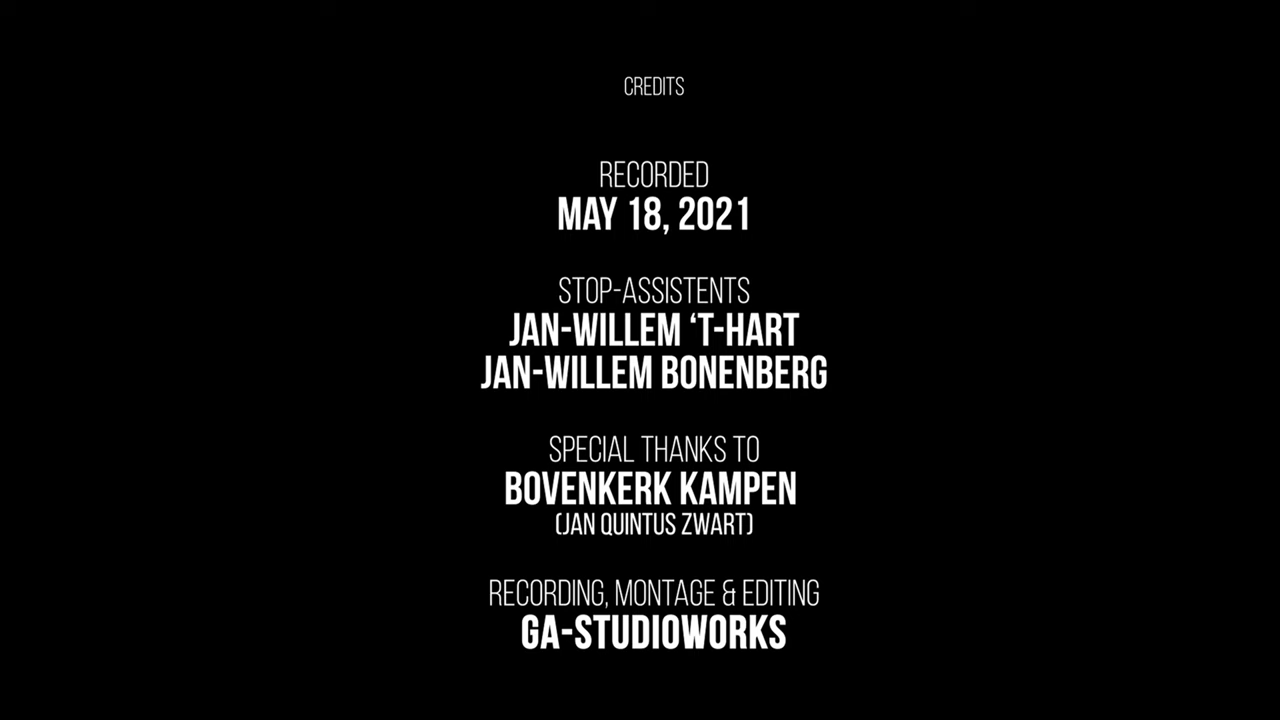 CREDITS
RECORDED
MAY 18, 2021
STOP-ASSISTENTS
JAN-WILLEM ‘T-HART
JAN-WILLEM BONENBERG
SPECIAL THANKS TO
BOVENKERK KAMPEN
(JAN QUINTUS ZWART)
RECORDING, MONTAGE & EDITING
GA-STUDIOWORKS